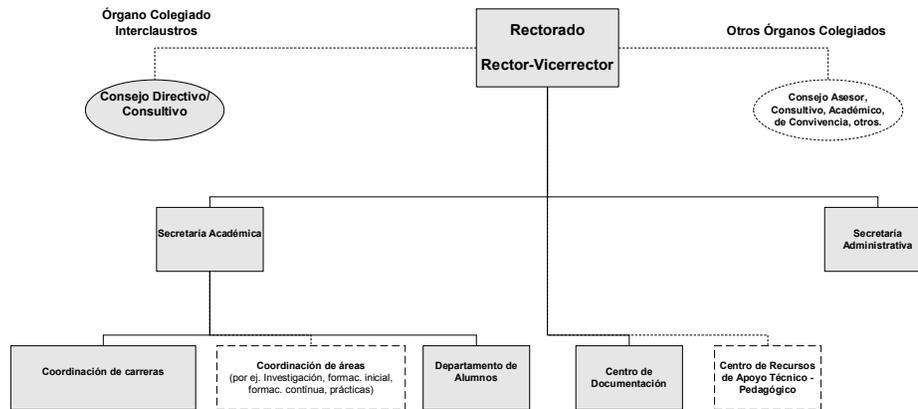 Órgano Colegiado
Interclaustros
Rectorado
Rector-Vicerrector
Otros Órganos Colegiados
Consejo Directivo/
Consultivo
Consejo Asesor,
Consultivo, Académico,
de Convivencia, otros.
Secretaría Académica
Secretaría
Administrativa
Coordinación de carreras
Coordinación de áreas
(por ej. Investigación, formac. inicial,
formac. contínua, prácticas)
Departamento de
Alumnos
Centro de
Documentación
Centro de Recursos
de Apoyo Técnico -
Pedagógico